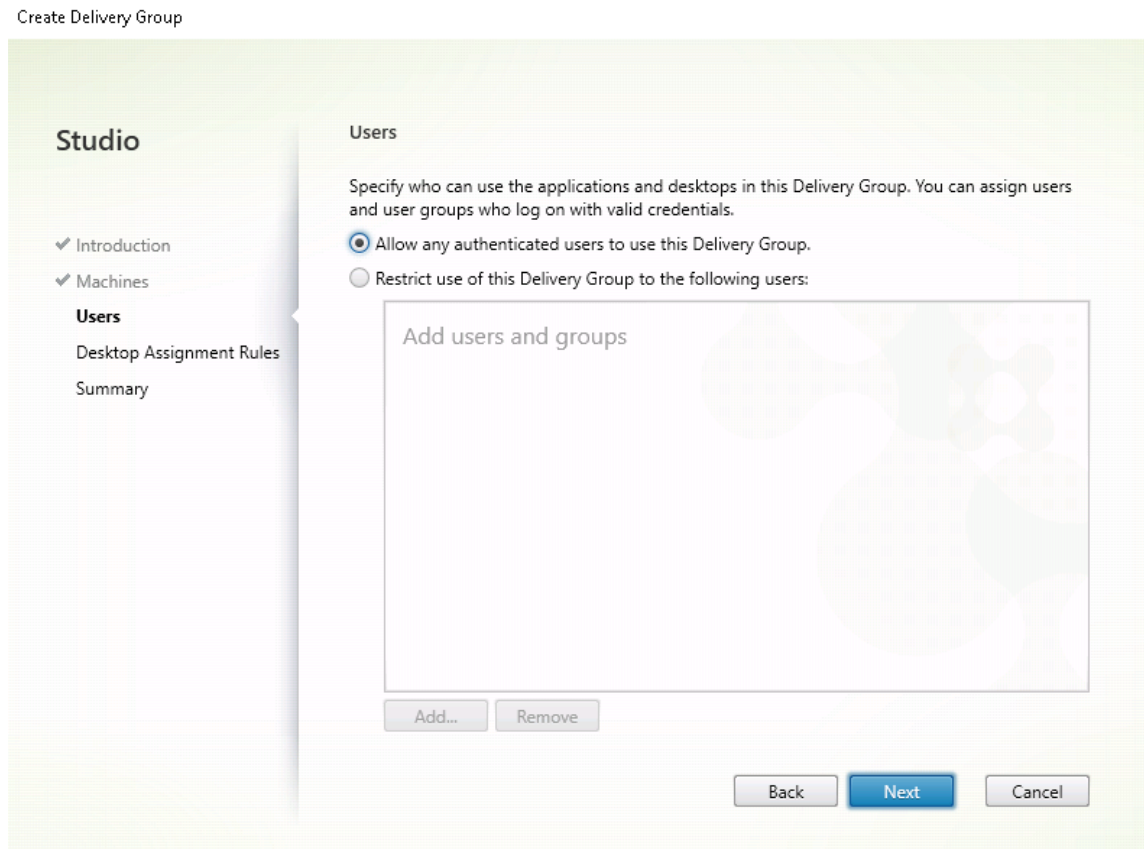 Create Delivery Group
Studio
Introduction
Machines
Users
Desktop Assignment Rules
Summary
Users
Specify who can use the applications and desktops in this Delivery Group. You can assign users
and user groups who log on with valid credentials.
Allow any authenticated users to use this Delivery Group.
Restrict use of this Delivery Group to the following users:
Add users and groups
Add...
Remove
Back
Next
Cancel